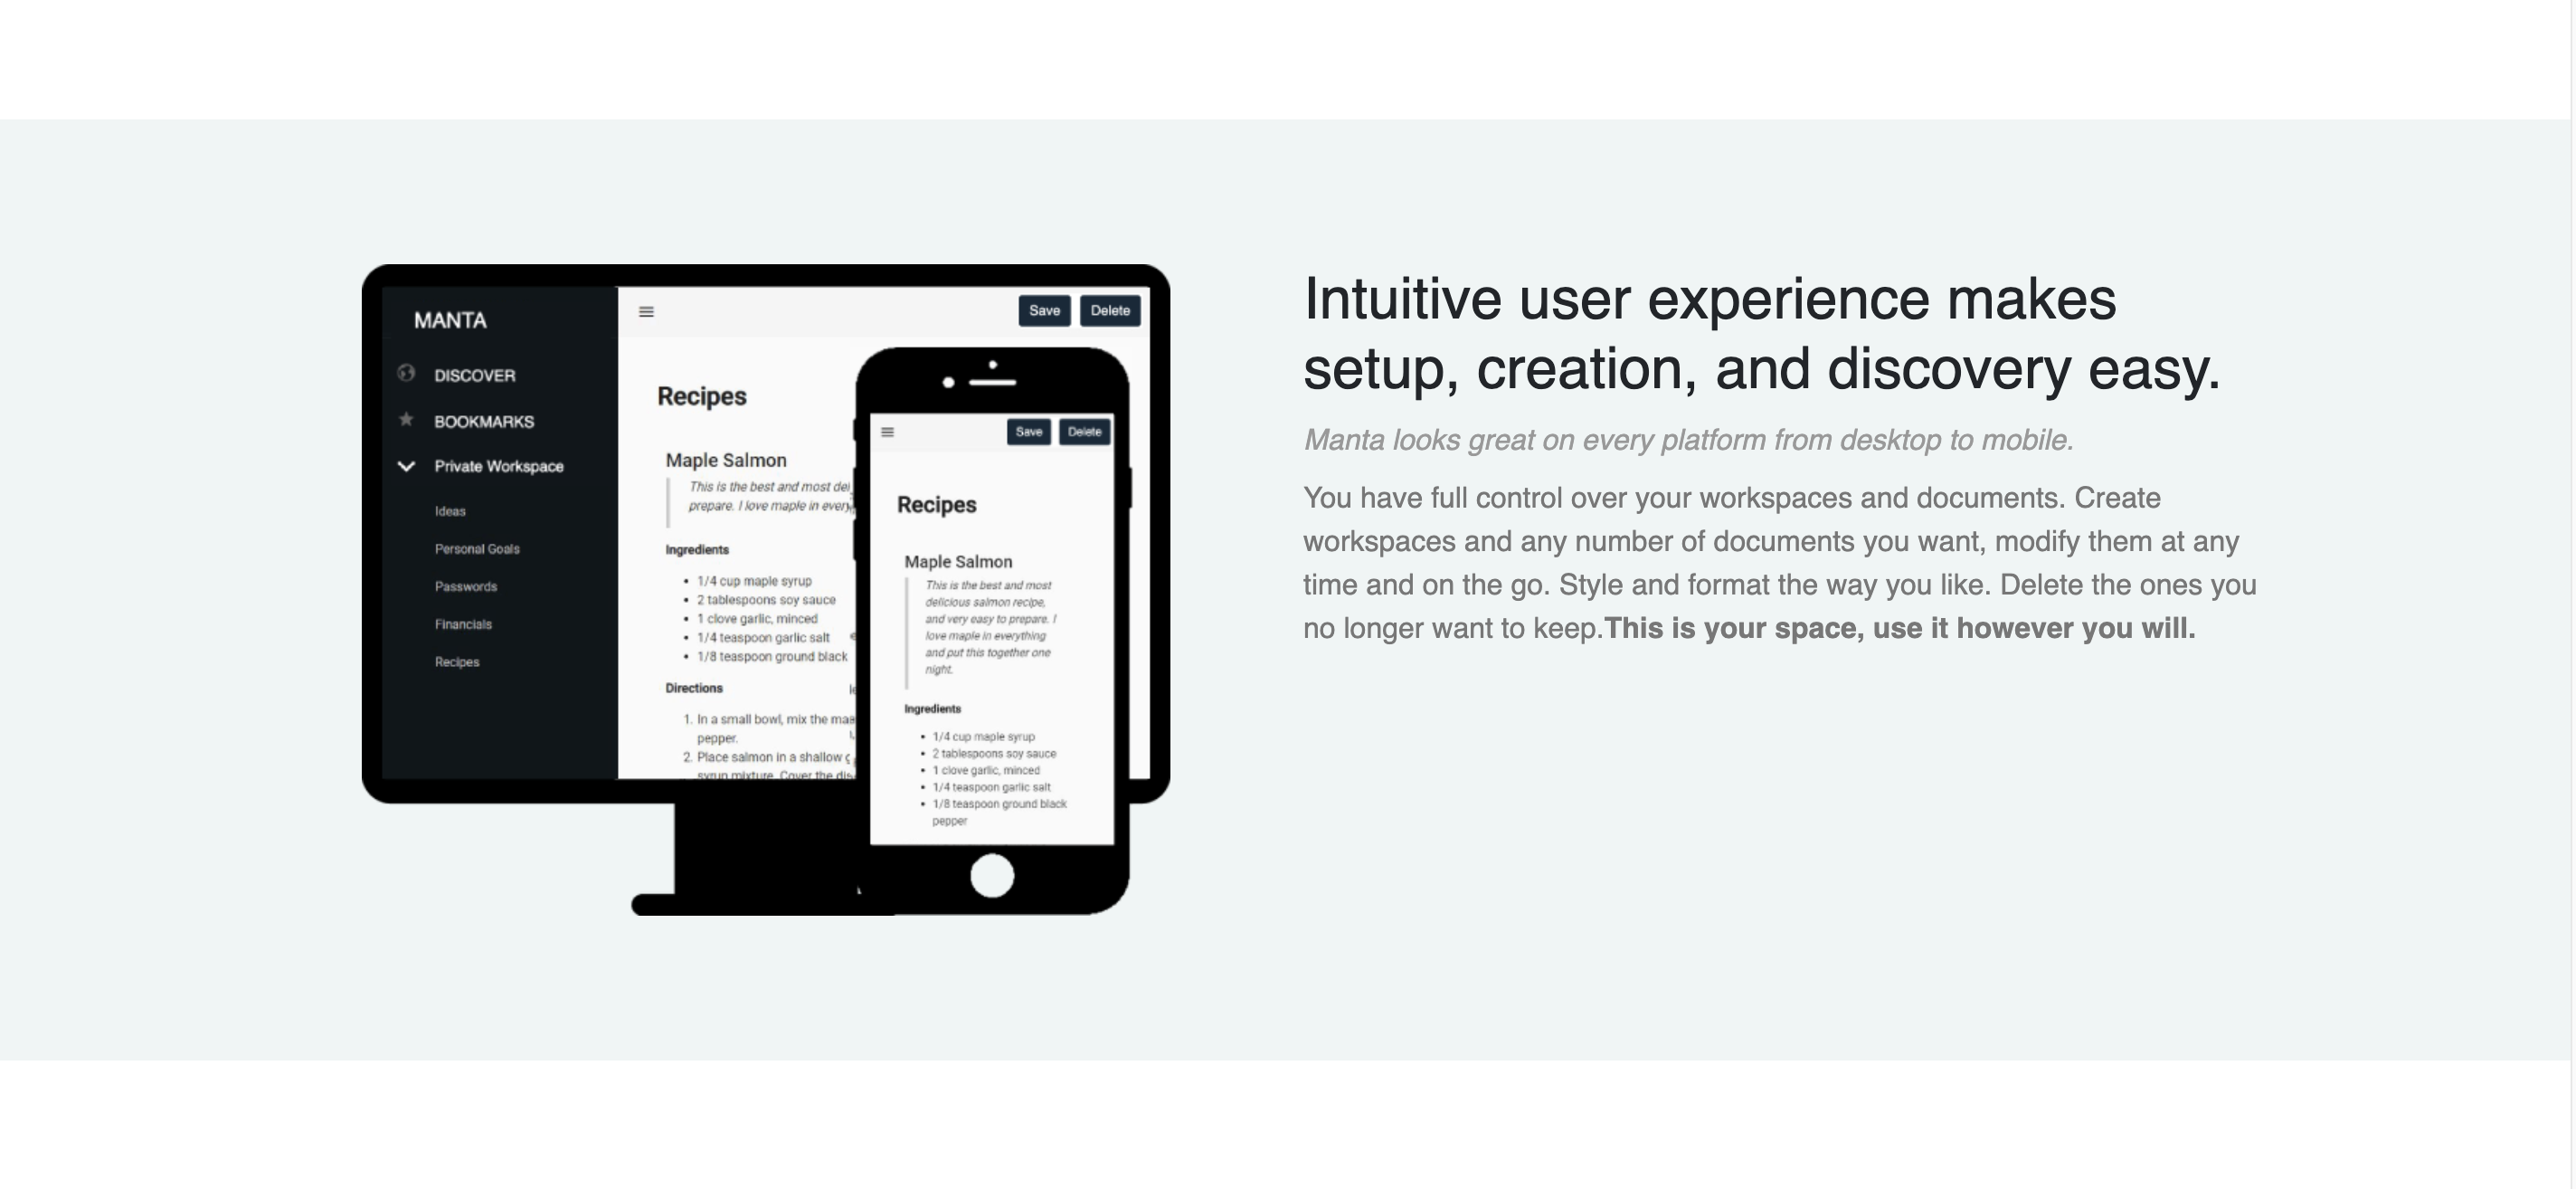 MANTA
DISCOVER
BOOKMARKS
Private Workspace
Ideas
Personal Goals
Passwords
Financials
Recipes
Save Delete
Recipes
Maple Salmon
This is the best and most
prepare. I love maple in every
Ingredients
• 1/4 cup maple syrup
• 2 tablespoons soy sauce
• 1 clove garlic, minced
• 1/4 teaspoon garlic salt
• 1/8 teaspoon ground black
Directions
1. In a small bowl, mix the
pepper.
2. Place salmon in a shallow
syrup mixture. Cover the
Save Delete
Recipes
Maple Salmon
This is the best and most
delicious salmon recipe,
and very easy to prepare. I
love maple in everything
and put this together one
night.
Ingredients
• 1/4 cup maple syrup
• 2 tablespoons soy sauce
• 1 clove garlic, minced
• 1/4 teaspoon garlic salt
• 1/8 teaspoon ground black
pepper
Intuitive user experience makes
setup, creation, and discovery easy.
Manta looks great on every platform from desktop to mobile.
You have full control over your workspaces and documents. Create
workspaces and any number of documents you want, modify them at any
time and on the go. Style and format the way you like. Delete the ones you
no longer want to keep.This is your space, use it however you will.